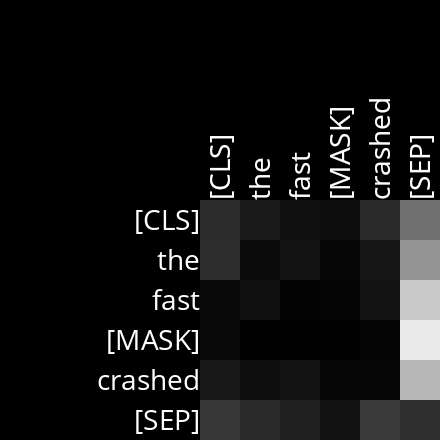 [CLS]
the
fast
[MASK]
crashed
[SEP]
[CLS]
the
fast
[MASK]
crashed
[SEP]